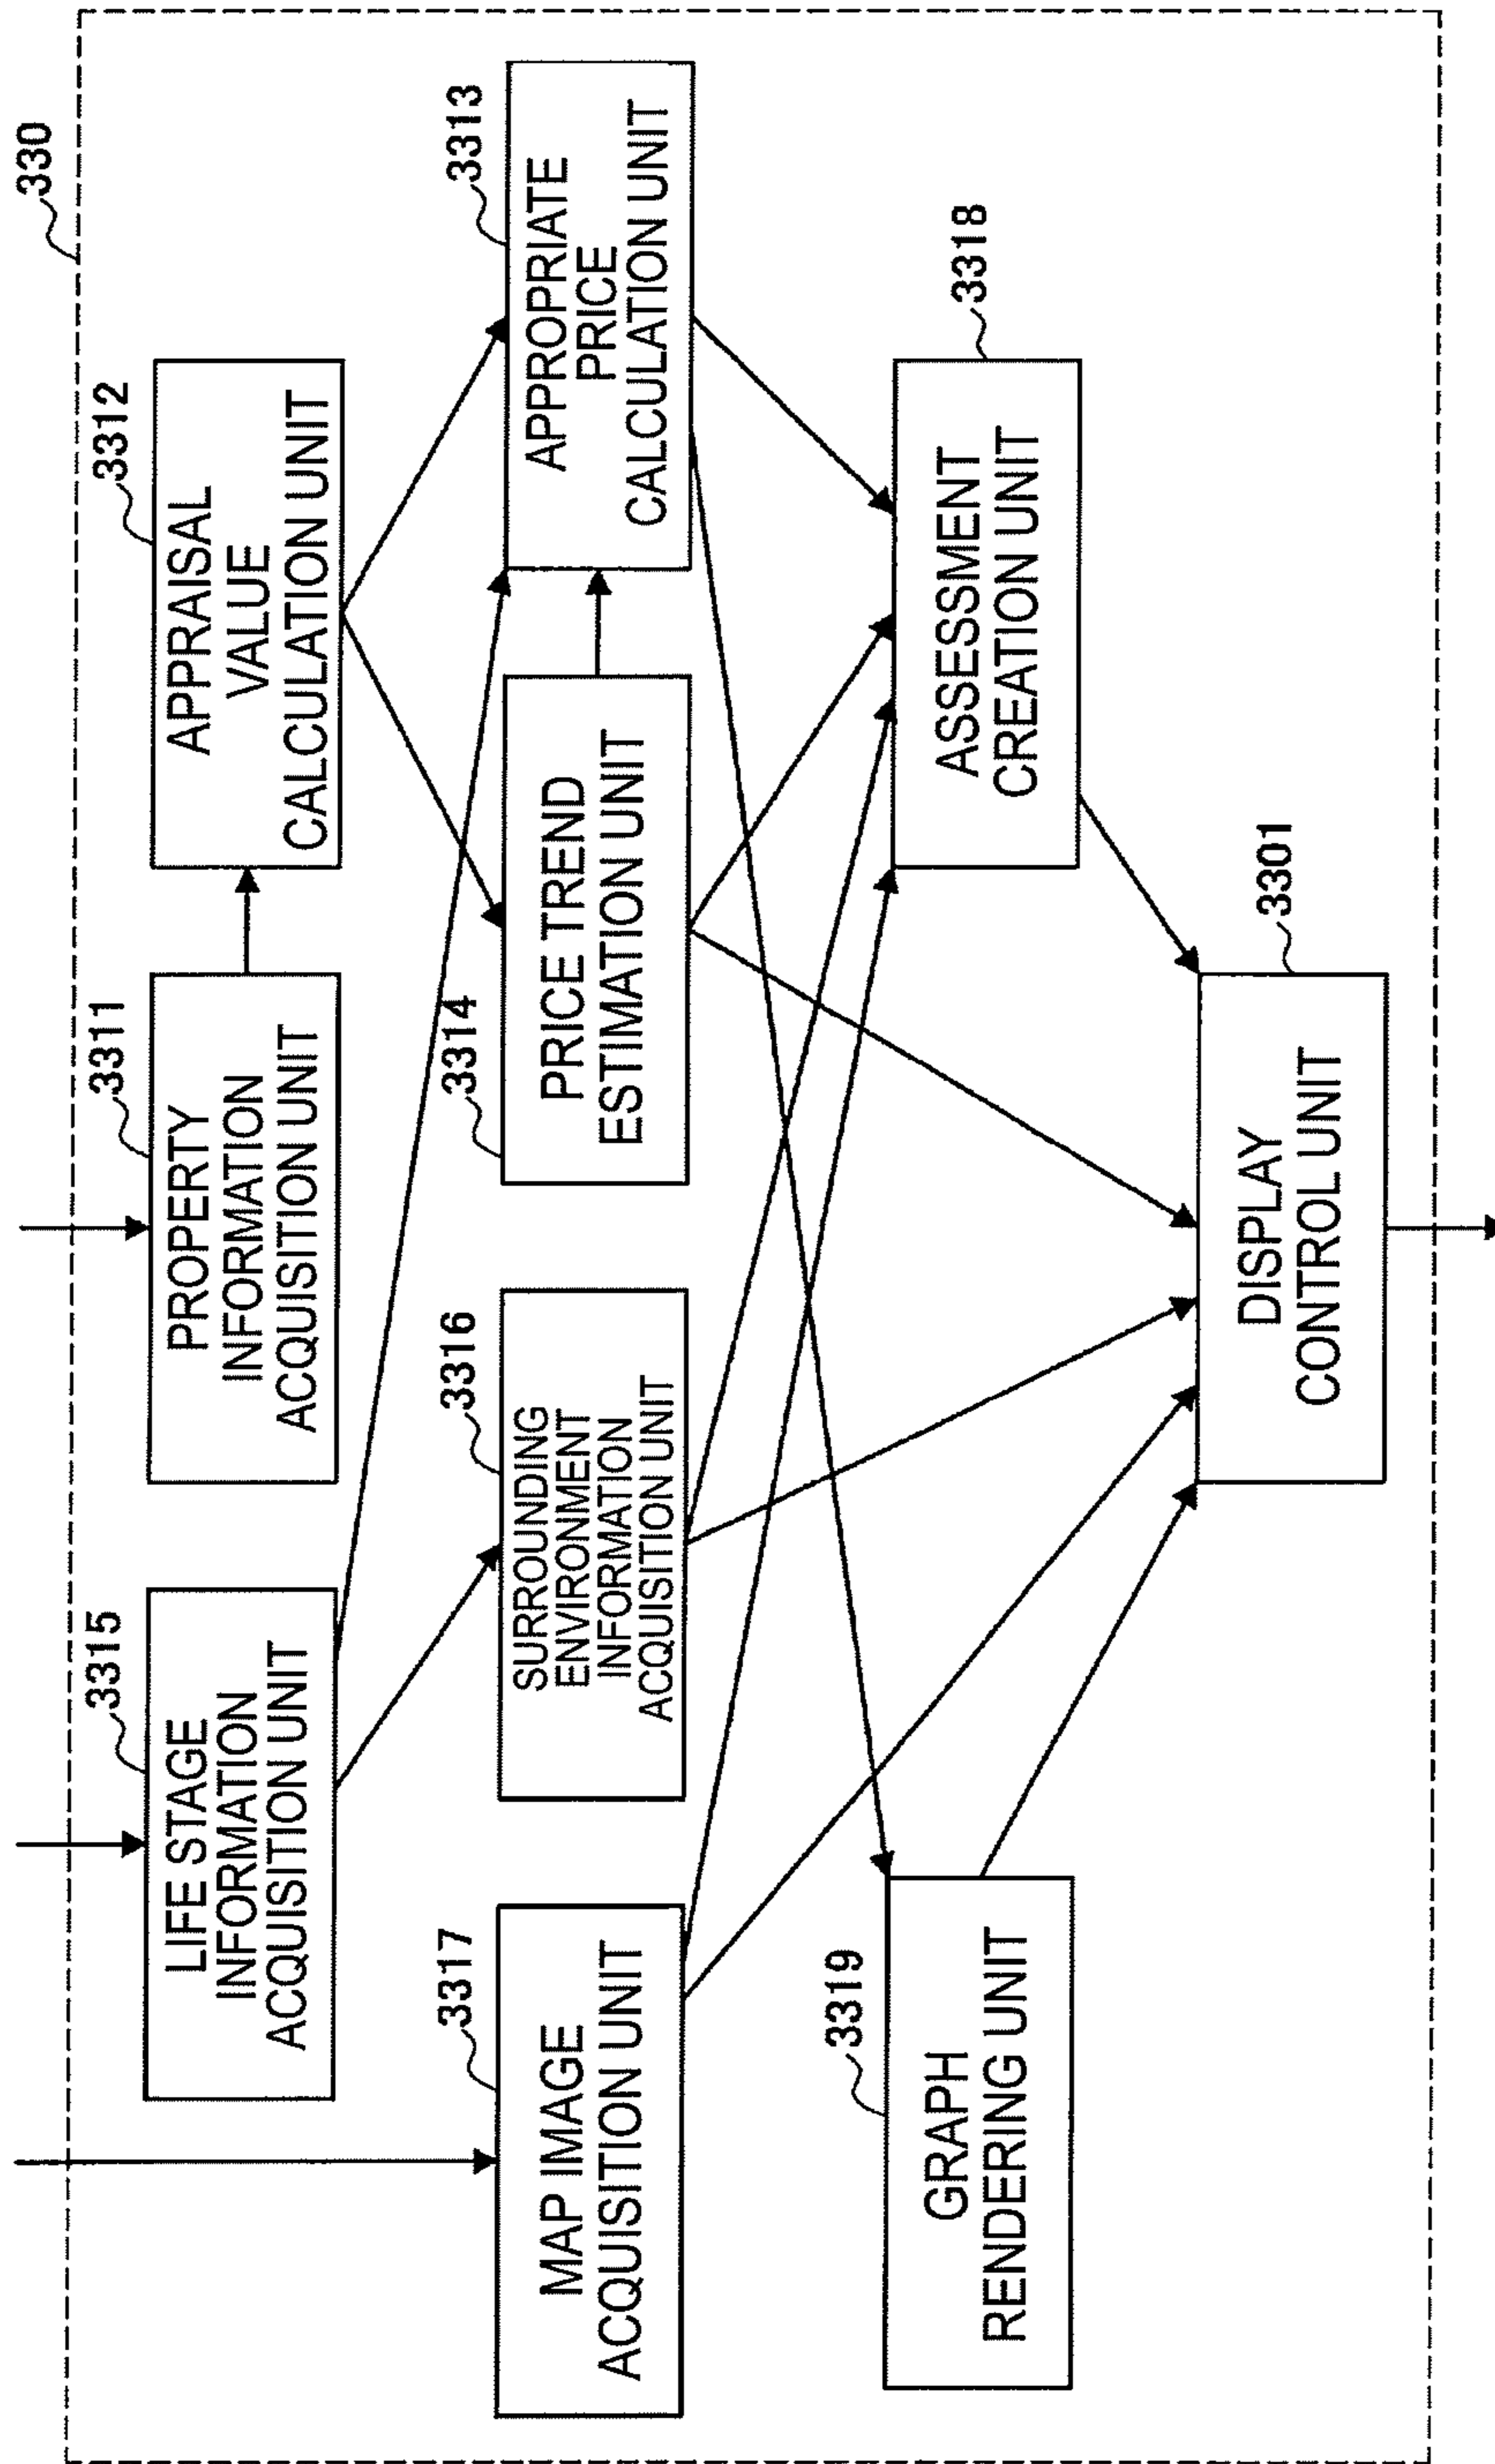 330
3315
LIFE STAGE
INFORMATION
ACQUISITION UNIT
3311
PROPERTY
INFORMATION
ACQUISITION UNIT
3312
APPRAISAL
VALUE
CALCULATION UNIT
3317
MAP IMAGE
ACQUISITION UNIT
3316
SURROUNDING
ENVIRONMENT
INFORMATION
ACQUISITION UNIT
3314
PRICE TREND
ESTIMATION UNIT
3313
APPROPRIATE
PRICE
CALCULATION UNIT
3319
GRAPH
RENDERING UNIT
3318
ASSESSMENT
CREATION UNIT
3301
DISPLAY
CONTROL UNIT